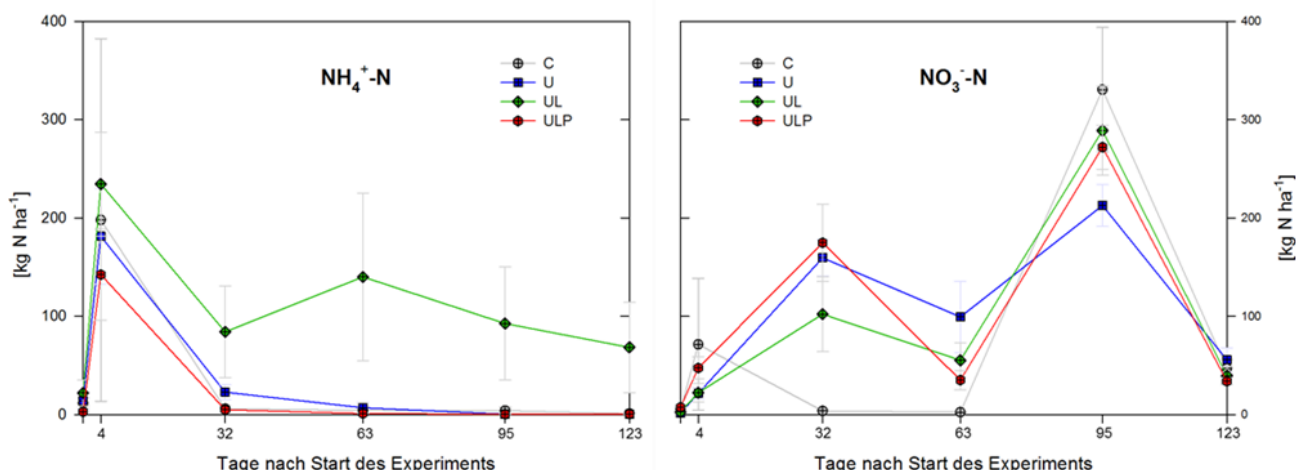 400
300
200
100
0
[kg N ha⁻¹]
NH₄⁺-N
C
U
UL
ULP
4
32
63
95
123
Tage nach Start des Experiments
NO₃⁻-N
C
U
UL
ULP
400
300
200
100
0
[kg N ha⁻¹]
4
32
63
95
123
Tage nach Start des Experiments